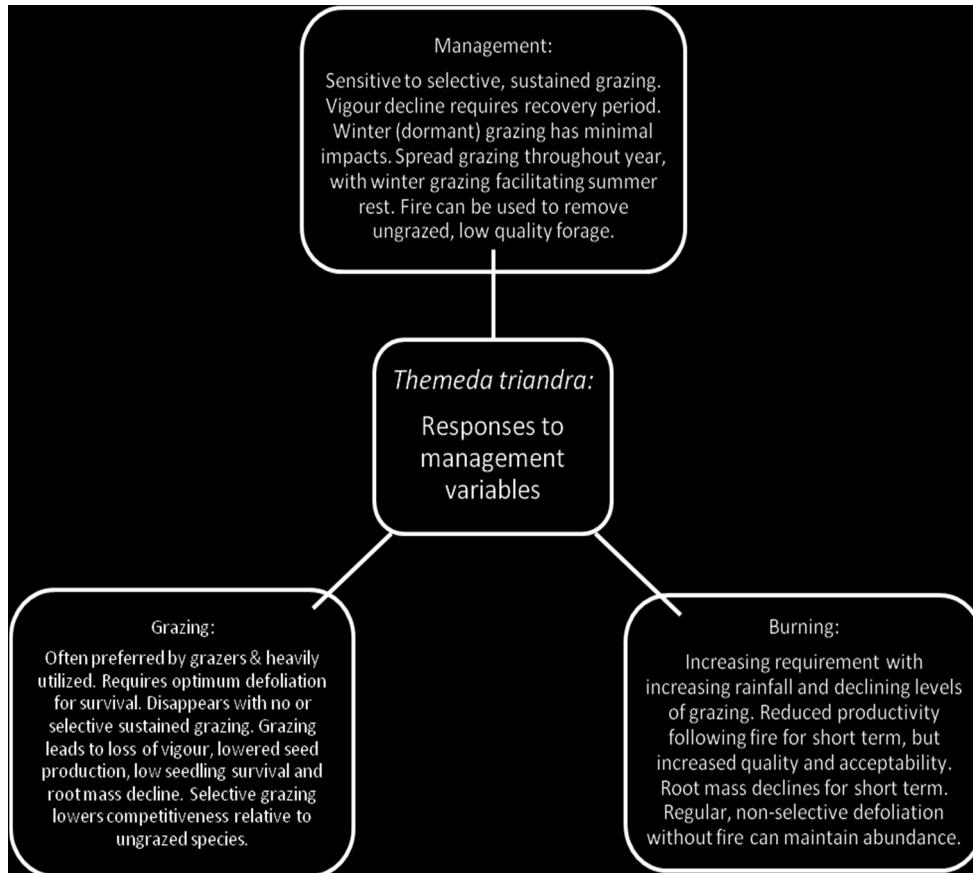 Management:
Sensitive to selective, sustained grazing.
Vigour decline requires recovery period.
Winter (dormant) grazing has minimal
impacts. Spread grazing throughout year,
with winter grazing facilitating summer
rest. Fire can be used to remove
ungrazed, low quality forage.
Themeda triandra:
Responses to
management
variables
Grazing:
Often preferred by grazers & heavily
utilized. Requires optimum defoliation
for survival. Disappears with no or
selective sustained grazing. Grazing
leads to loss of vigour, lowered seed
production, low seedling survival and
root mass decline. Selective grazing
lowers competitiveness relative to
ungrazed species.
Burning:
Increasing requirement with
increasing rainfall and declining levels
of grazing. Reduced productivity
following fire for short term, but
increased quality and acceptability.
Root mass declines for short term.
Regular, non-selective defoliation
without fire can maintain abundance.